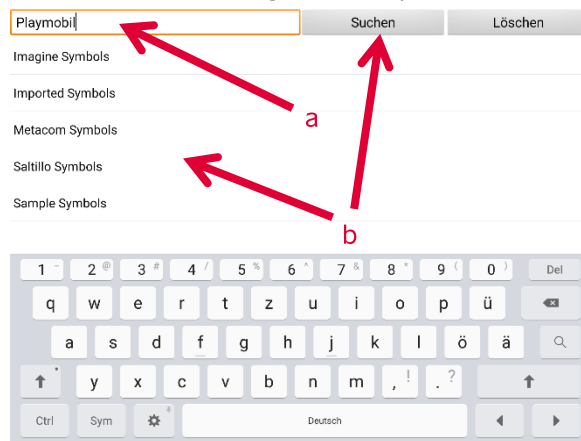 Playmobil Suchen Löschen
Imagine Symbols
Imported Symbols
a
Metacom Symbols
Saltillo Symbols
Sample Symbols
b
1 - 2 @ 3 # 4 / 5 % 6 ^ 7 & 8 * 9 ( 0 ) Del
q w e r t z u i o p ü
a s d f g h j k l ö ä
y x c v b n m , ! . ?
Ctrl Sym Deutsch